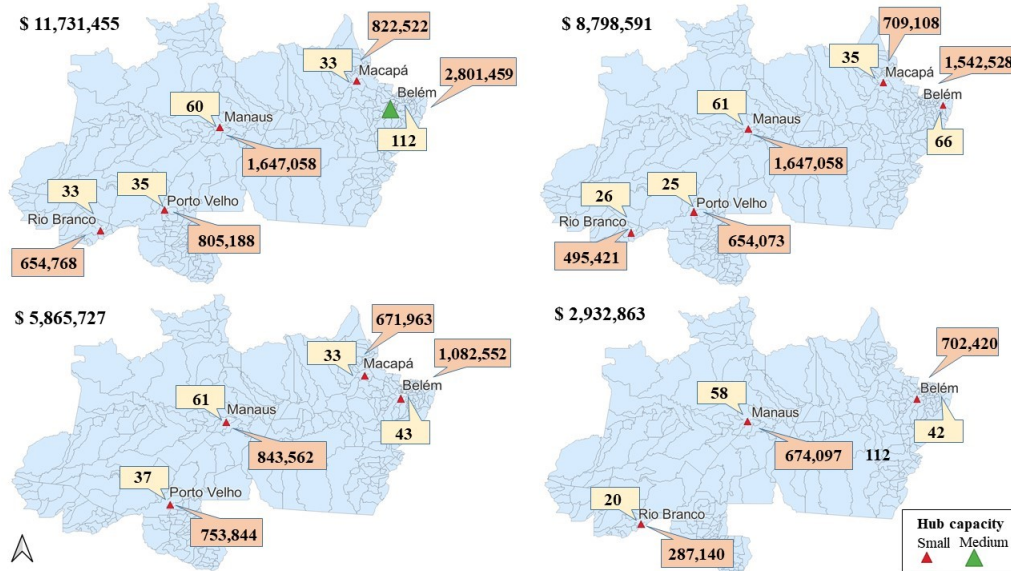 $ 11,731,455
822,522
33
Macapá
2,801,459
Belém
60
Manaus
112
1,647,058
33
35
Porto Velho
Rio Branco
805,188
654,768
$ 8,798,591
709,108
35
Macapá
1,542,528
Belém
61
Manaus
66
1,647,058
26
25
Porto Velho
Rio Branco
654,073
495,421
$ 5,865,727
671,963
33
Macapá
1,082,552
Belém
61
Manaus
43
843,562
37
Porto Velho
753,844
$ 2,932,863
702,420
Belém
58
Manaus
42
674,097
112
20
Rio Branco
287,140
Hub capacity
Small Medium